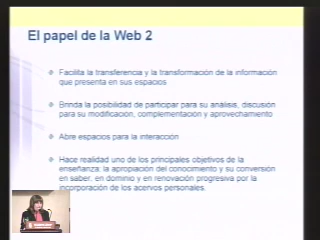 El papel de la Web 2
Facilita la transferencia y la transformación de la información
que presenta en sus espacios
Brinda la posibilidad de participar para su análisis, discusión
para su modificación, complementación y aprovechamiento
Abre espacios para la interacción
Hace realidad uno de los principales objetivos de la
enseñanza: la apropiación del conocimiento y su conversión
en saber, en dominio y en renovación progresiva por la
incorporación de los acervos personales.